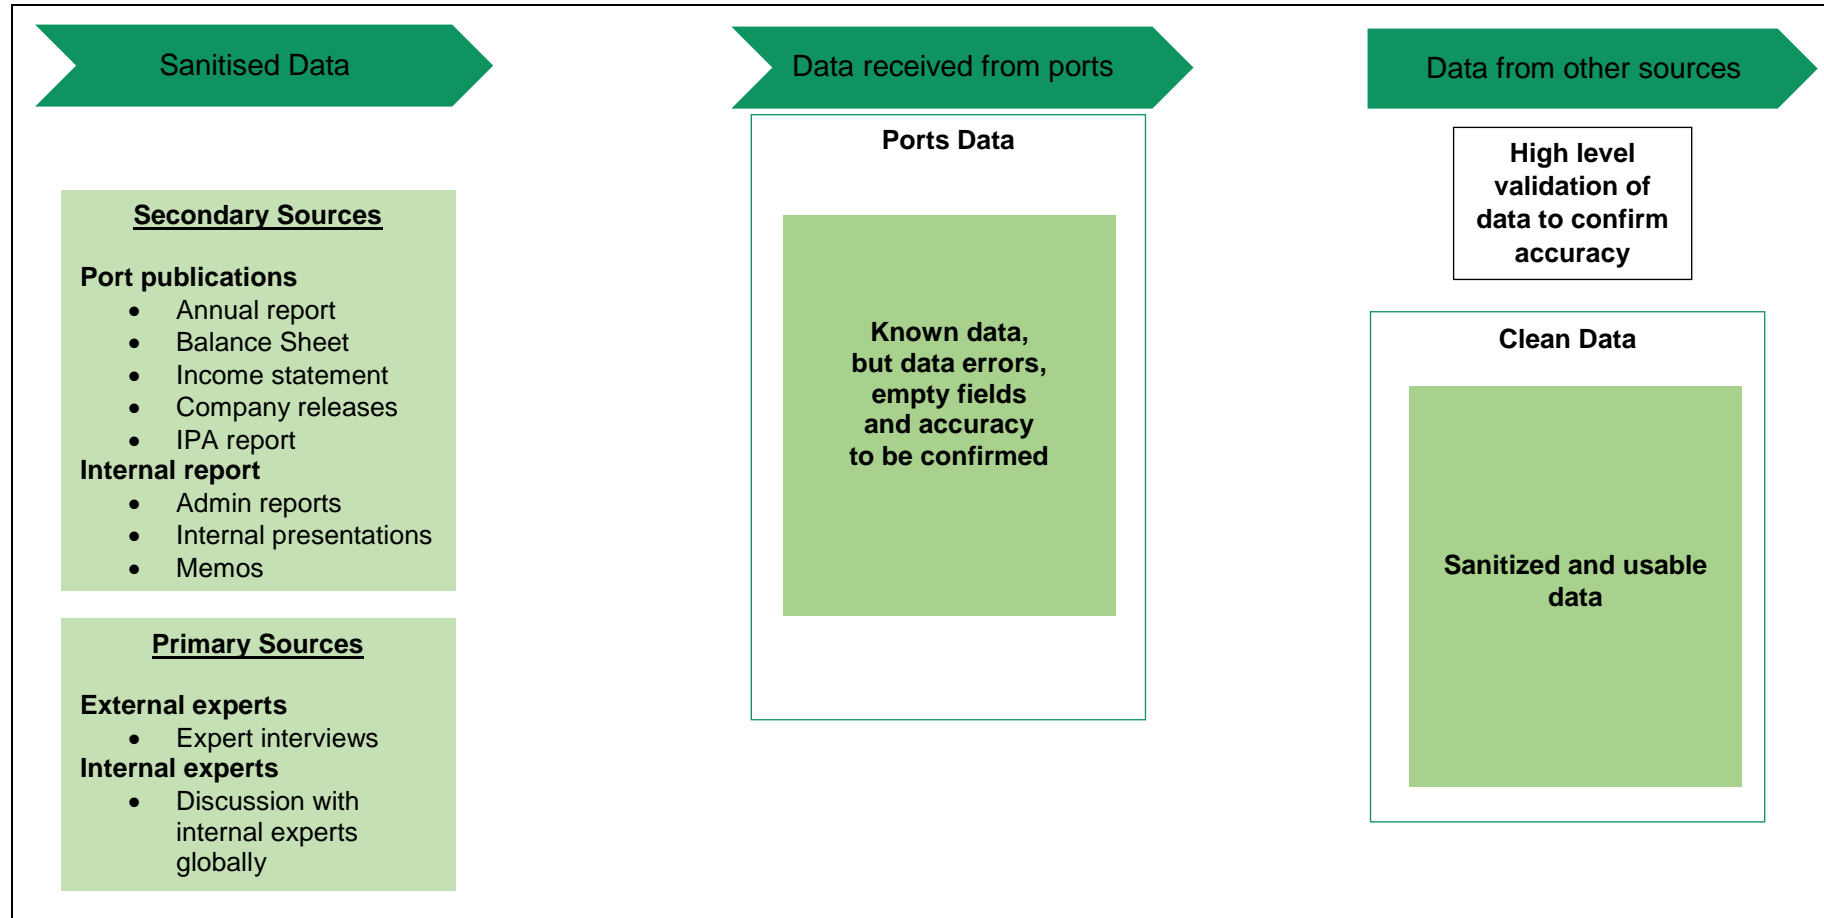 Sanitised Data
Secondary Sources
Port publications
• Annual report
• Balance Sheet
• Income statement
• Company releases
• IPA report
Internal report
• Admin reports
• Internal presentations
• Memos
Primary Sources
External experts
• Expert interviews
Internal experts
• Discussion with
internal experts
globally
Data received from ports
Ports Data
Known data,
but data errors,
empty fields
and accuracy
to be confirmed
Data from other sources
High level
validation of
data to confirm
accuracy
Clean Data
Sanitized and usable
data